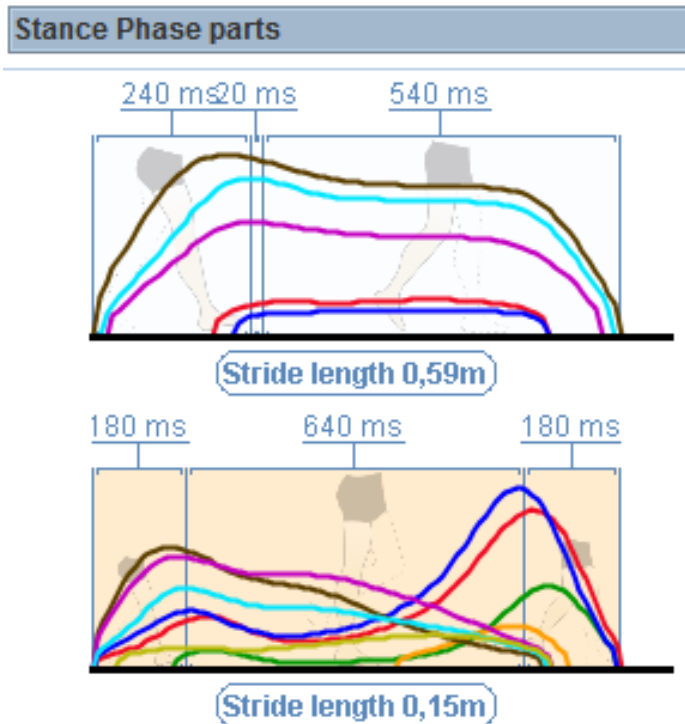 Stance Phase parts
240 ms 20 ms 540 ms
Stride length 0,59m
180 ms 640 ms 180 ms
Stride length 0,15m